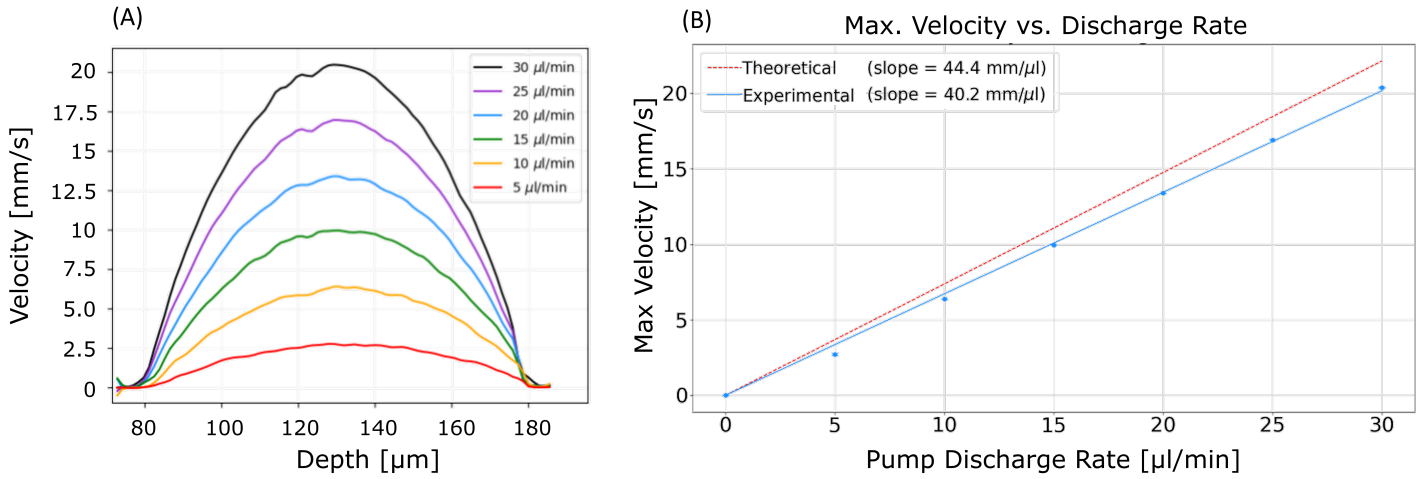 (A)
20
17.5
15.0
12.5
10
7.5
5.0
2.5
0
80
100
120
140
160
180
Velocity [mm/s]
Depth [µm]
30 µl/min
25 µl/min
20 µl/min
15 µl/min
10 µl/min
5 µl/min
(B)
Max. Velocity vs. Discharge Rate
Theoretical (slope = 44.4 mm/µl)
Experimental (slope = 40.2 mm/µl)
20
15
10
5
0
0
5
10
15
20
25
30
Max Velocity [mm/s]
Pump Discharge Rate [µl/min]